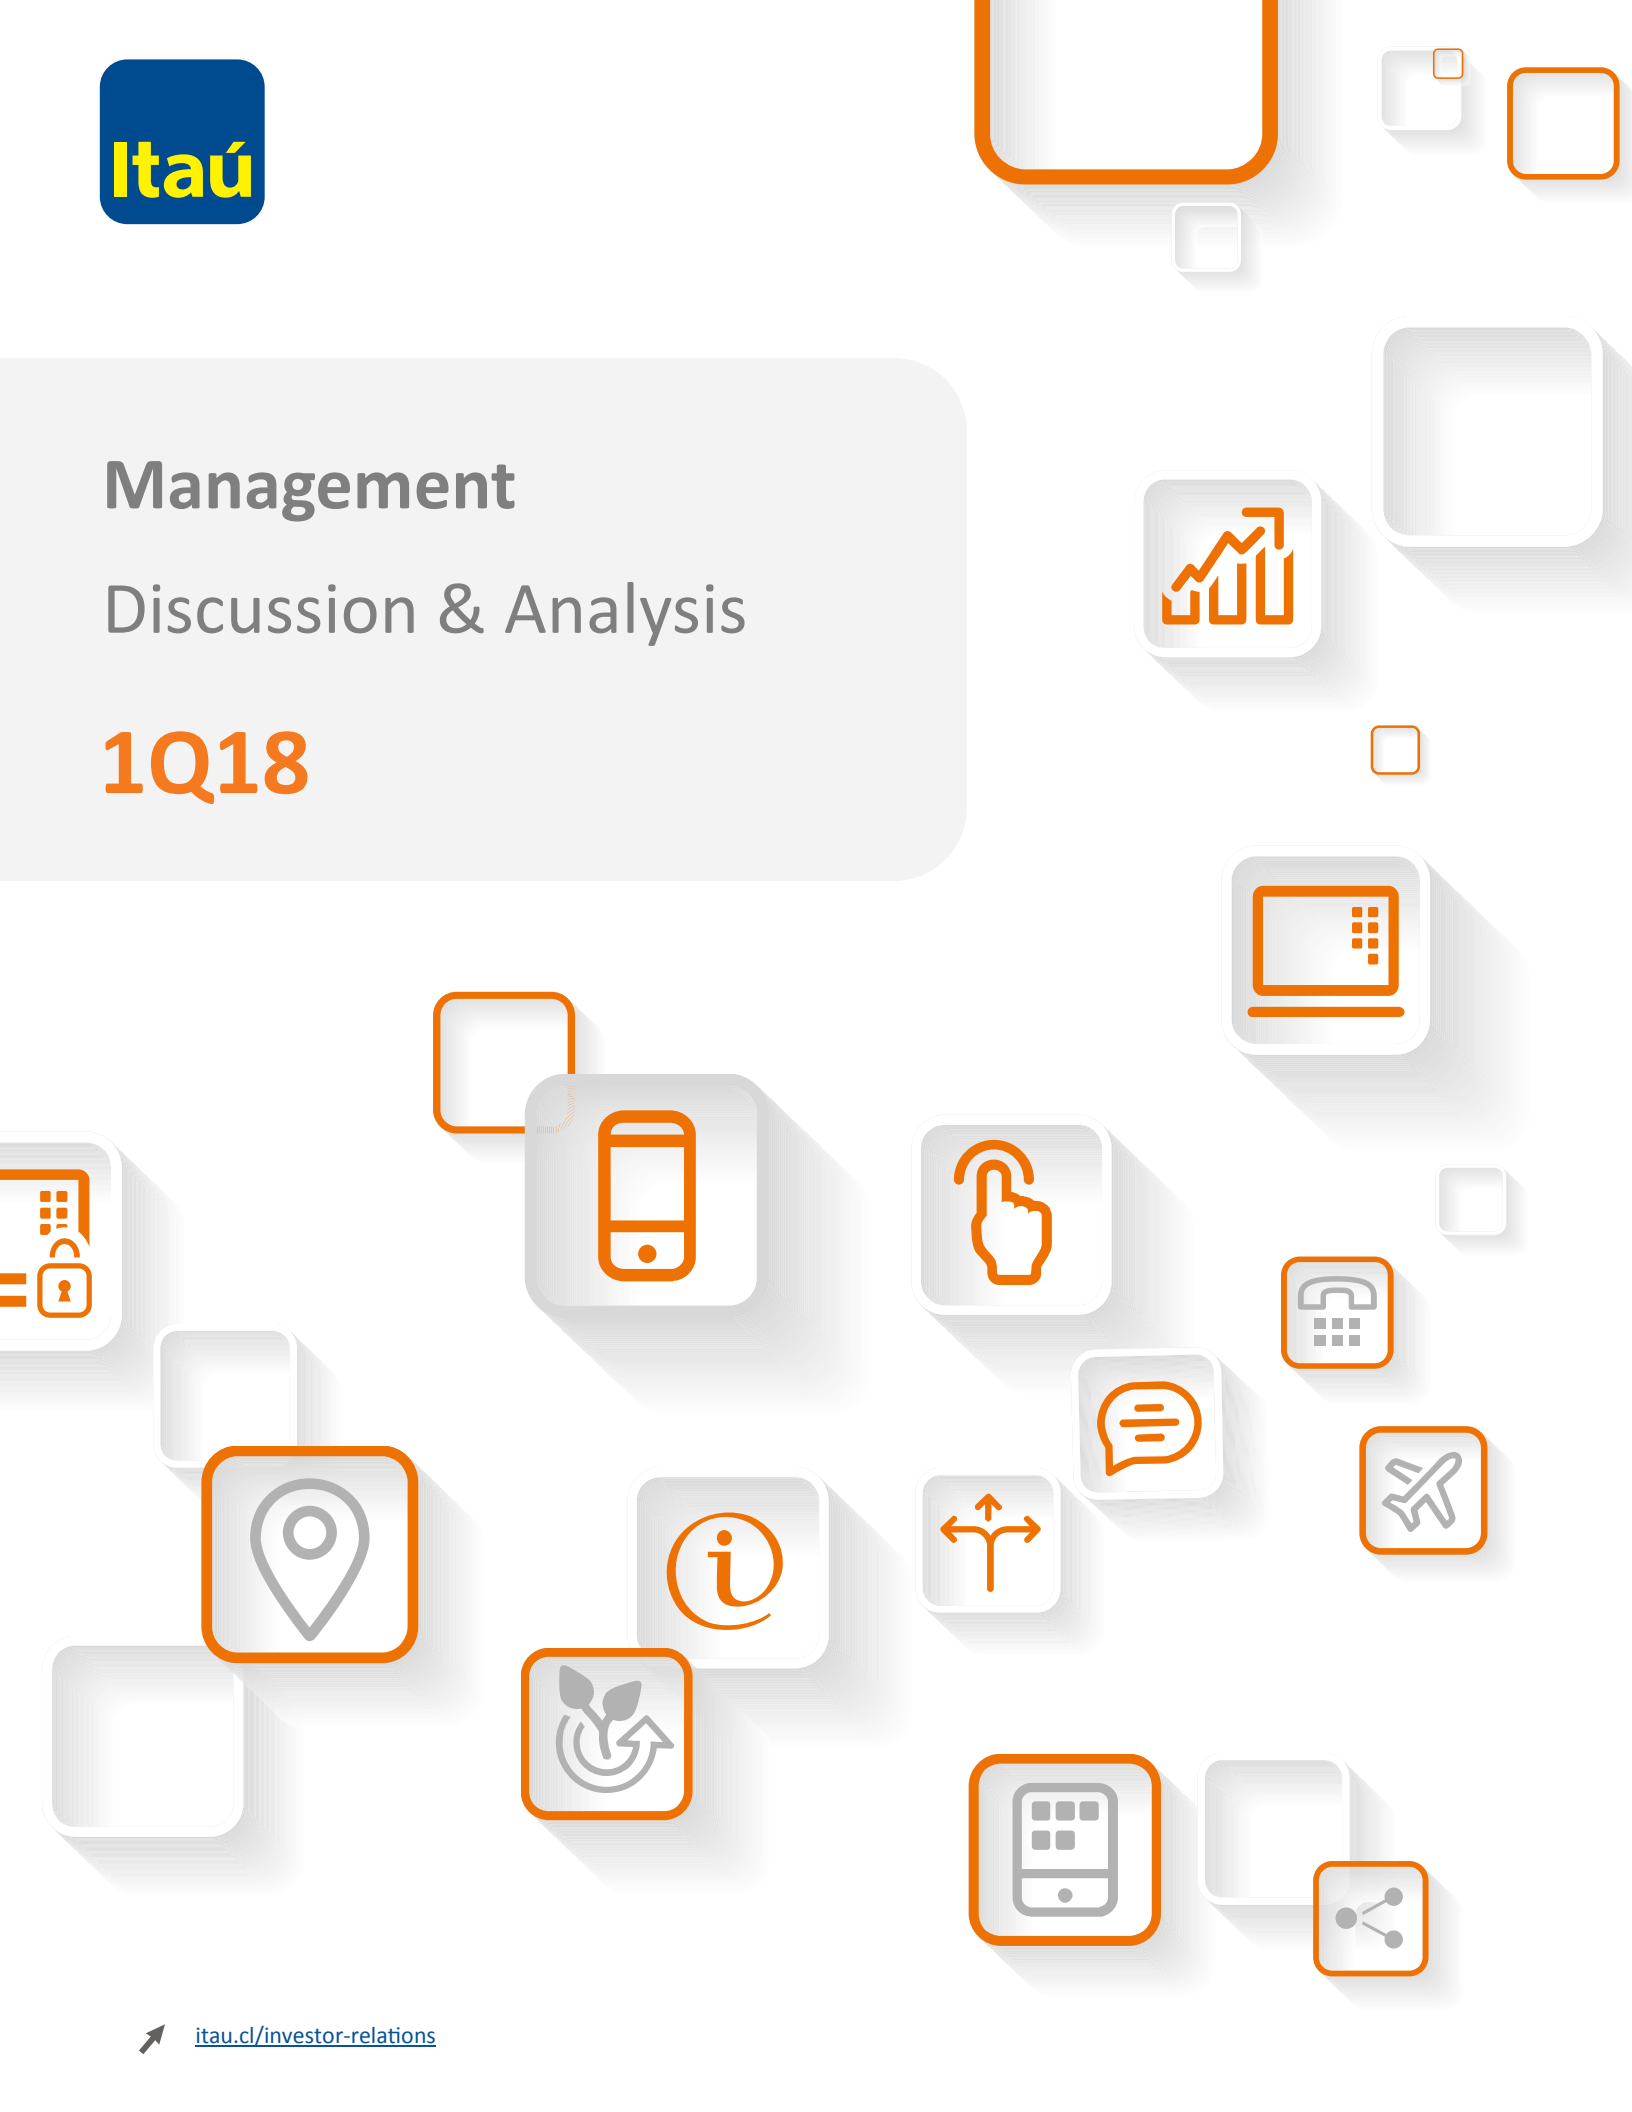 Itaú
Management
Discussion & Analysis
1Q18
itau.cl/investor-relations